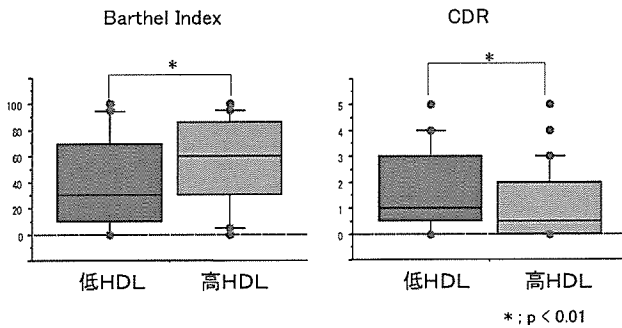 Barthel Index
*
100
80
60
40
20
0
低HDL 高HDL
CDR
*
5
4
3
2
1
0
低HDL 高HDL
*; p < 0.01